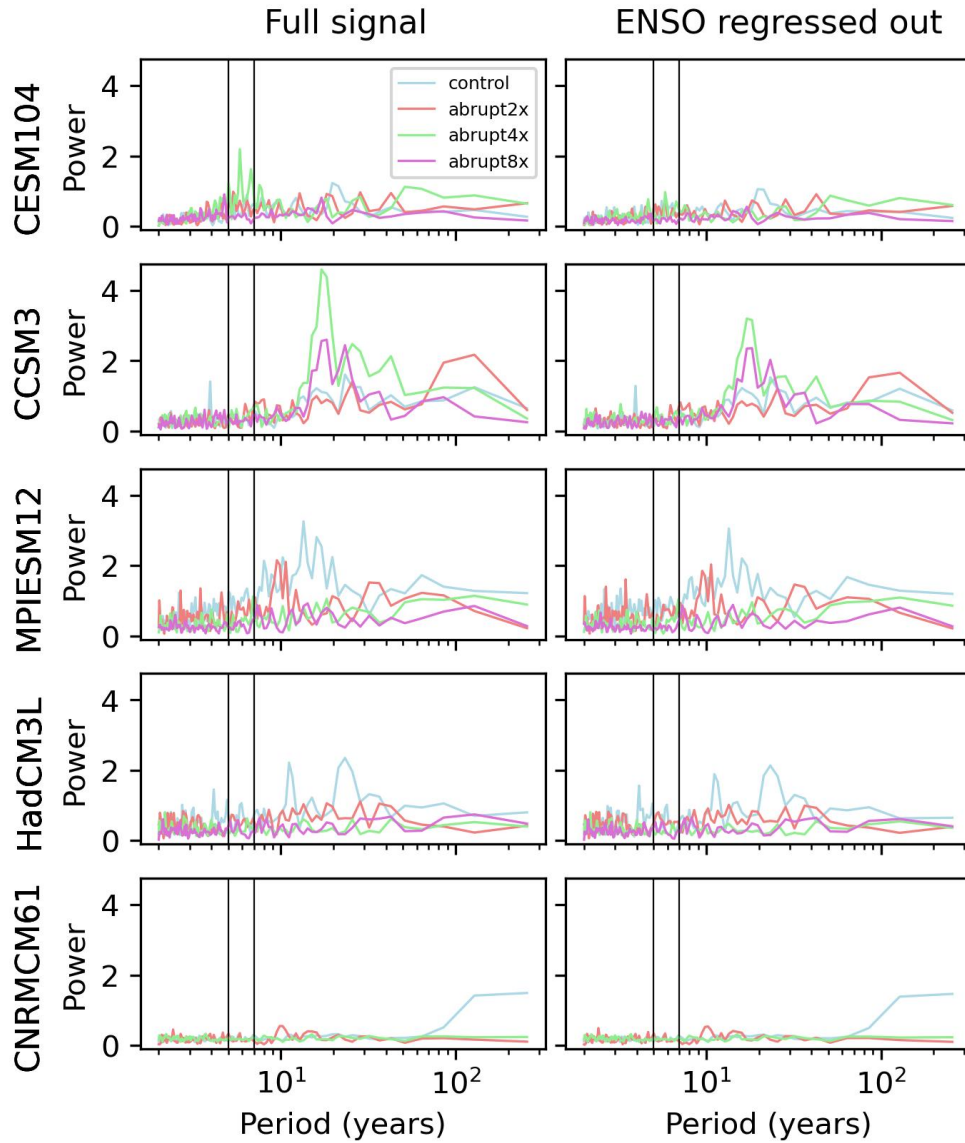 Full signal
ENSO regressed out
CESM104
Power
4
2
0
control
abrupt2x
abrupt4x
abrupt8x
CCSM3
Power
4
2
0
MPIESM12
Power
4
2
0
HadCM3L
Power
4
2
0
CNRMCM61
Power
4
2
0
10¹
10²
10¹
10²
Period (years)
Period (years)